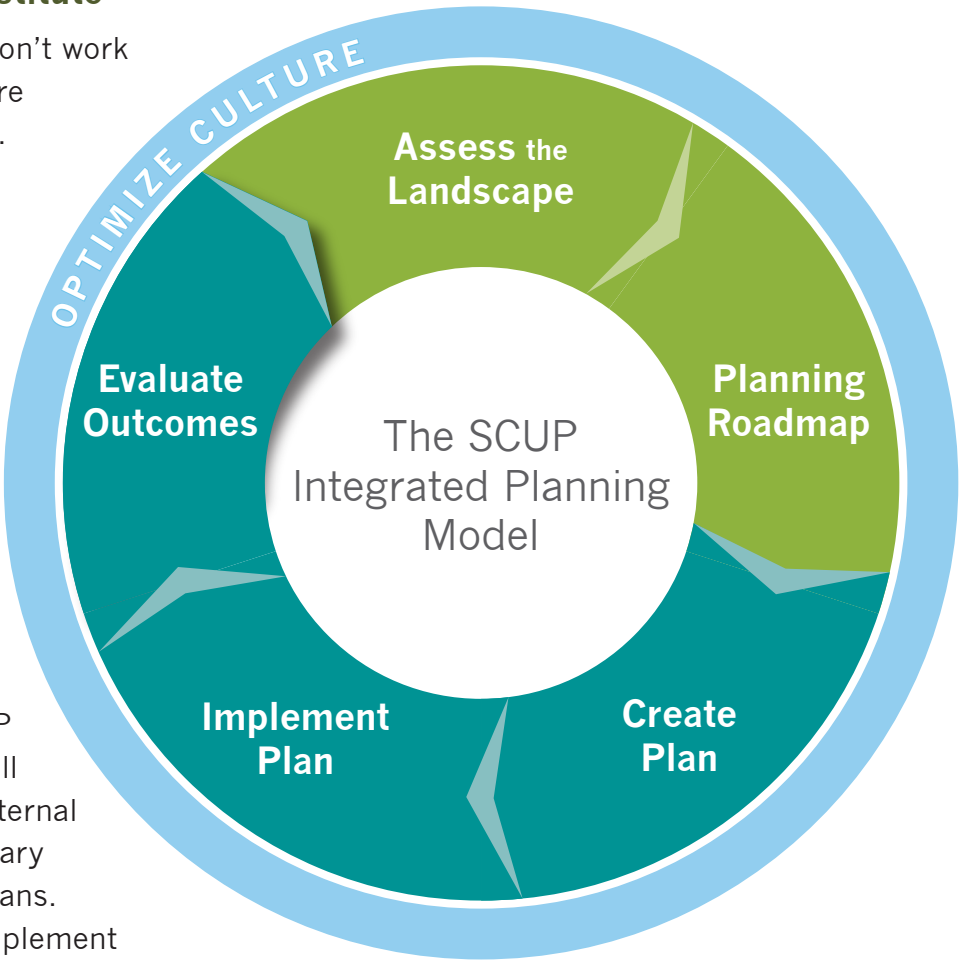 on't work
OPTIMIZE CULTURE
Assess the
Landscape
Planning
Roadmap
Evaluate
Outcomes
The SCUP
Integrated Planning
Model
Implement
Plan
Create
Plan
P
ll
ternal
ary
ans.
plement